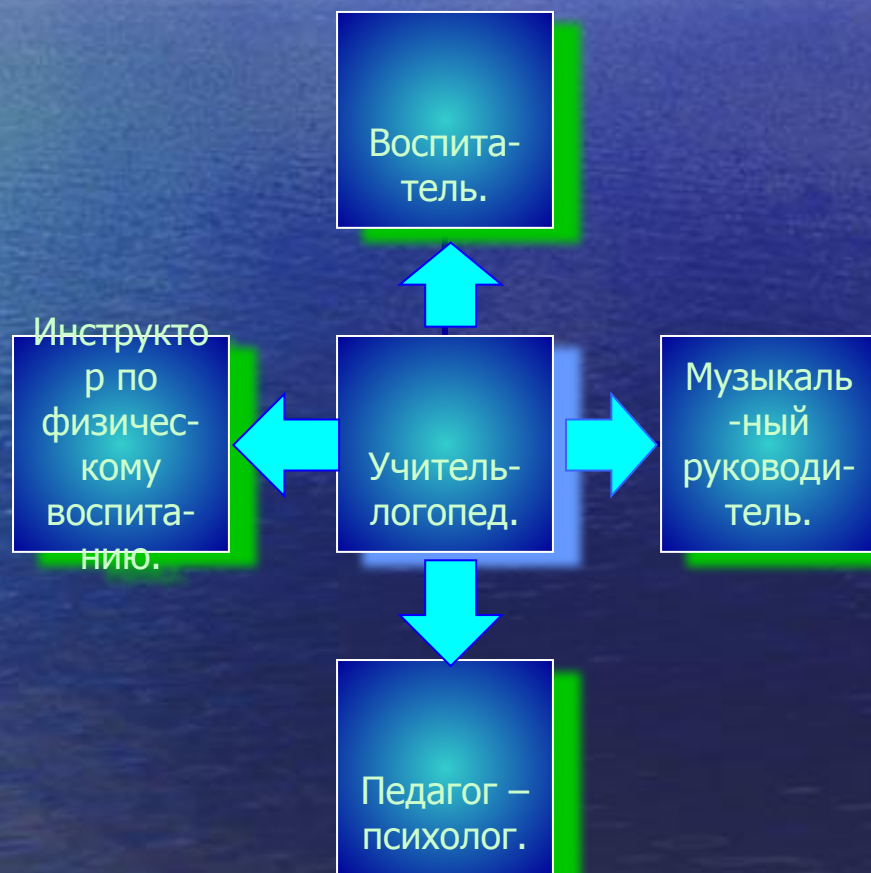 Воспита-
тель.
Инструкто
р по
физичес-
кому
воспита-
нию.
Учитель-
логопед.
Музыкаль
-ный
руководи-
тель.
Педагог –
психолог.